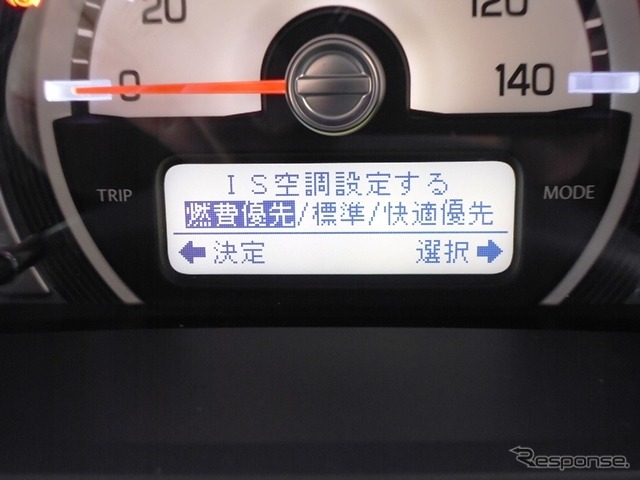 20 120
0 140
TRIP MODE
ＩＳ空調設定する
燃費優先/標準/快適優先
決定 選択
Response.